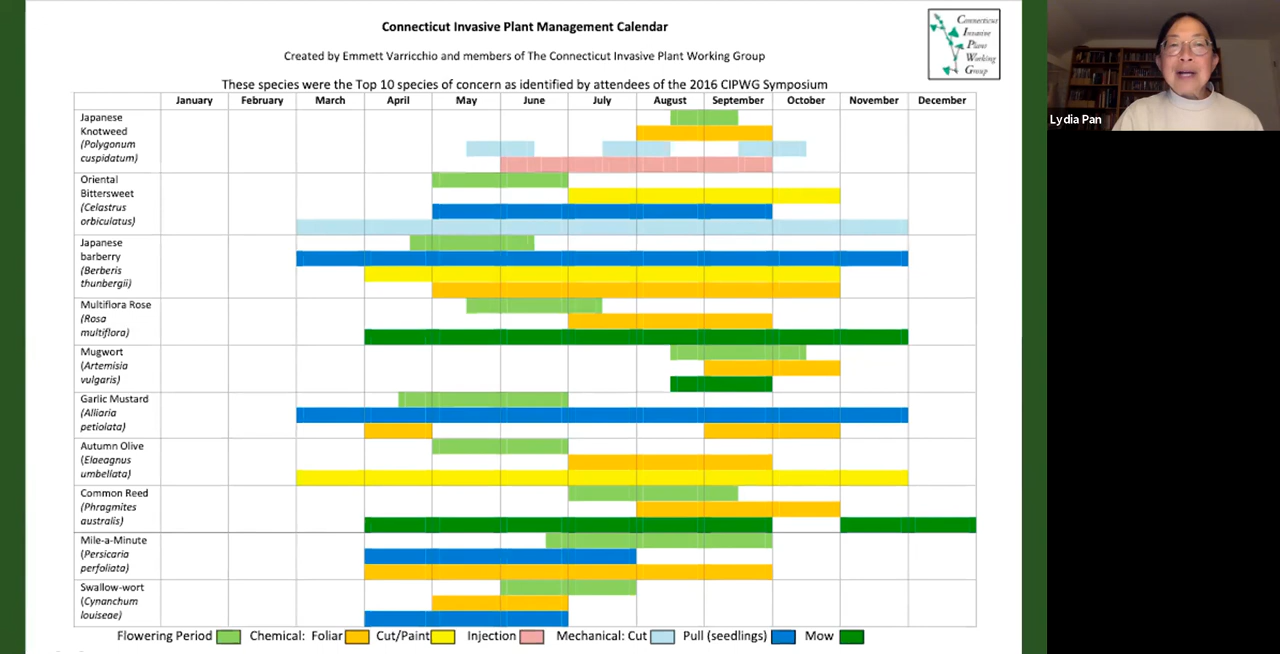 Connecticut Invasive Plant Management Calendar
Created by Emmett Varricchio and members of The Connecticut Invasive Plant Working Group
Connecticut
Invasive
Plant
Working
Group
These species were the Top 10 species of concern as identified by attendees of the 2016 CIPWG Symposium
January February March April May June July August September October November December
Japanese
Knotweed
(Polygonum
cuspidatum)
Oriental
Bittersweet
(Celastrus
orbiculatus)
Japanese
barberry
(Berberis
thunbergii)
Multiflora Rose
(Rosa
multiflora)
Mugwort
(Artemisia
vulgaris)
Garlic Mustard
(Alliaria
petiolata)
Autumn Olive
(Elaeagnus
umbellata)
Common Reed
(Phragmites
australis)
Mile-a-Minute
(Persicaria
perfoliata)
Swallow-wort
(Cynanchum
louiseae)
Flowering Period Chemical: Foliar Cut/Paint Injection Mechanical: Cut Pull (seedlings) Mow
Lydia Pan